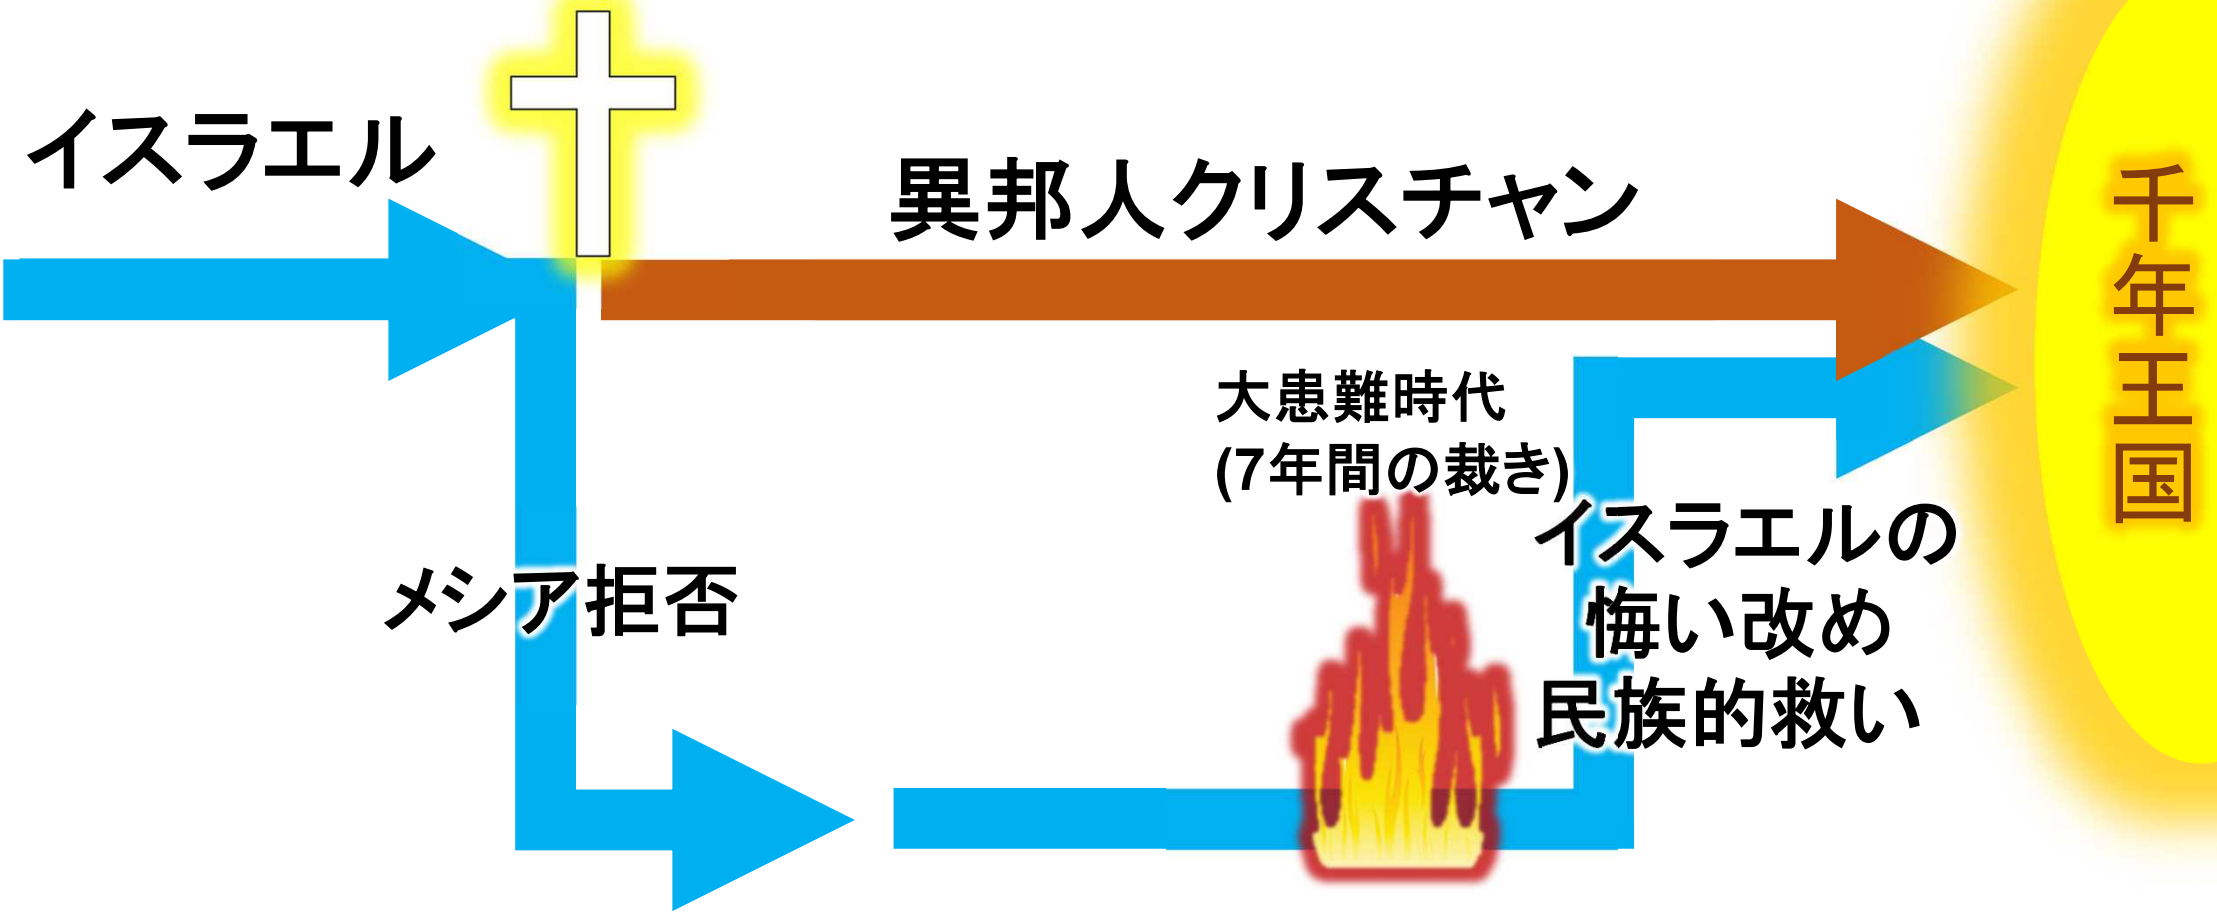 イスラエル
異邦人クリスチャン
大患難時代
(7年間の裁き)
メシア拒否
イスラエルの
悔い改め
民族的救い
千年王国